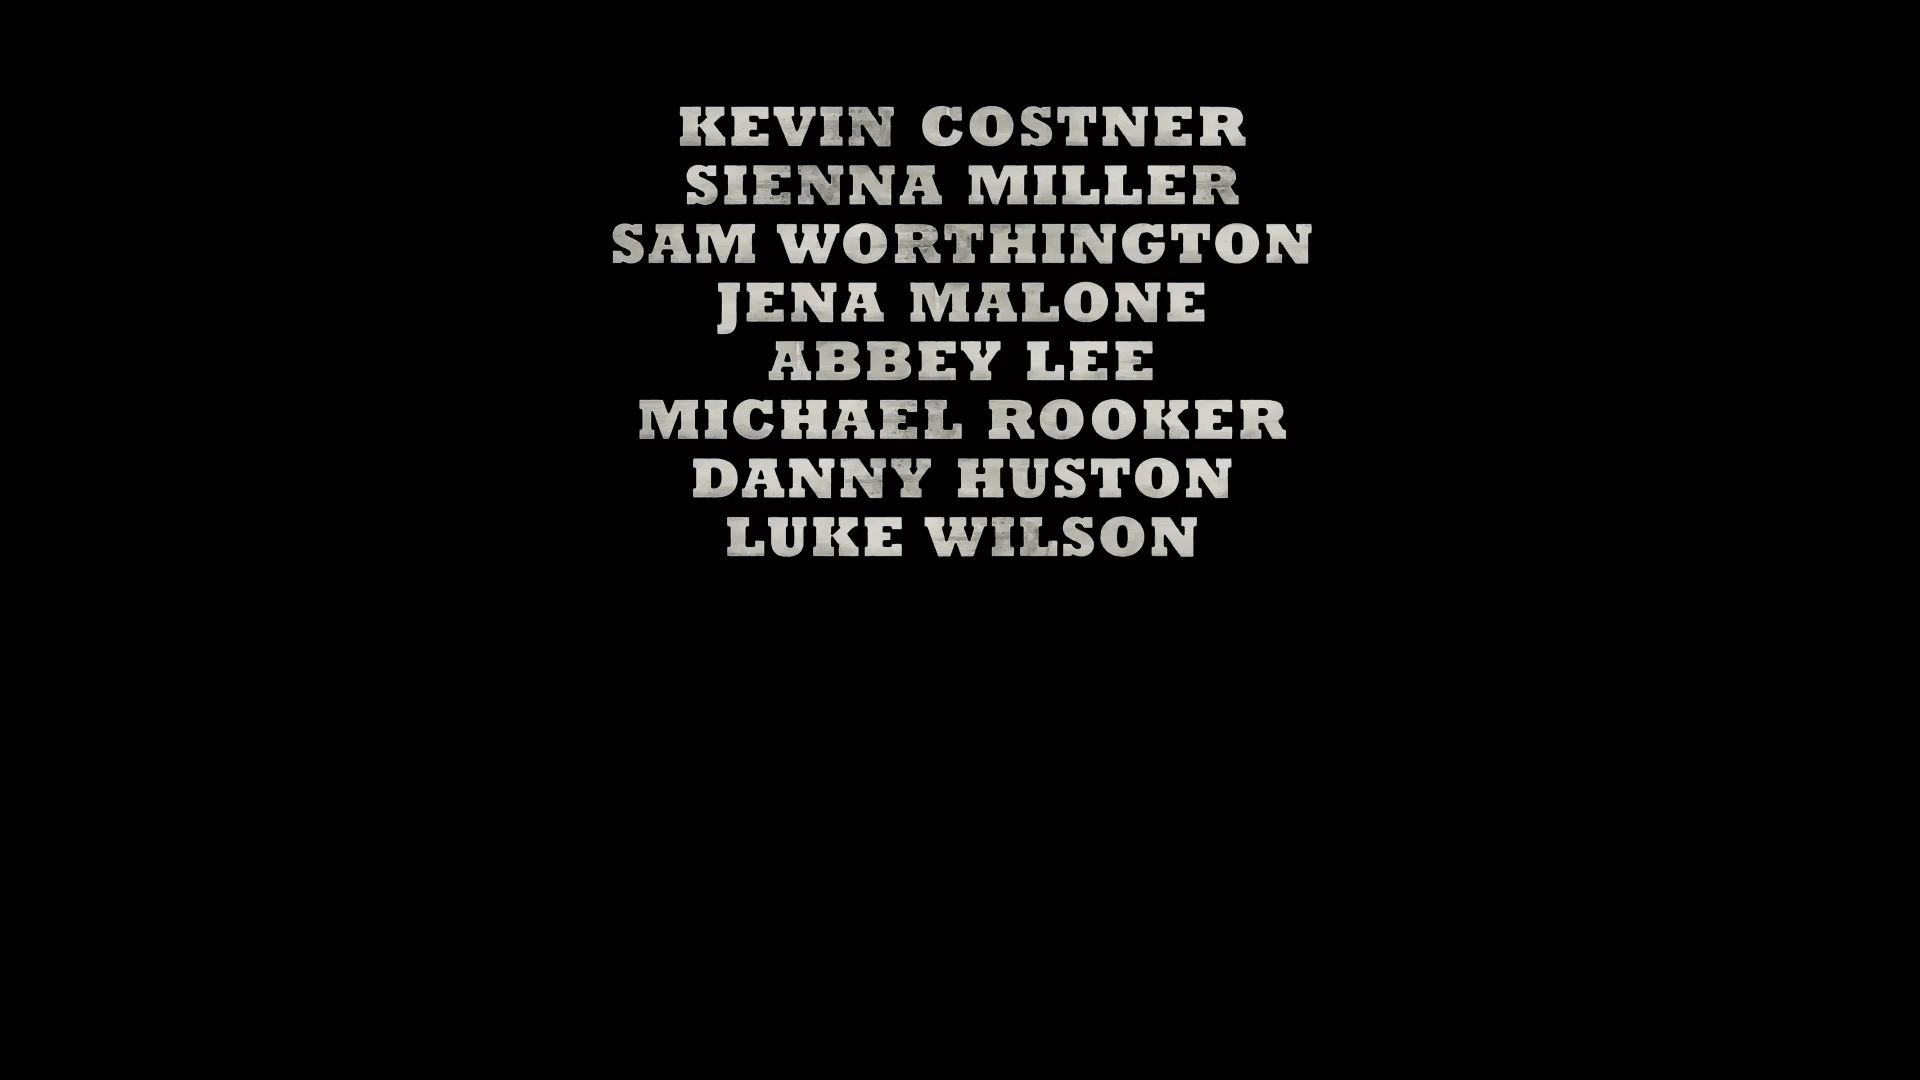 KEVIN COSTNER
SIENNA MILLER
SAM WORTHINGTON
JENA MALONE
ABBEY LEE
MICHAEL ROOKER
DANNY HUSTON
LUKE WILSON